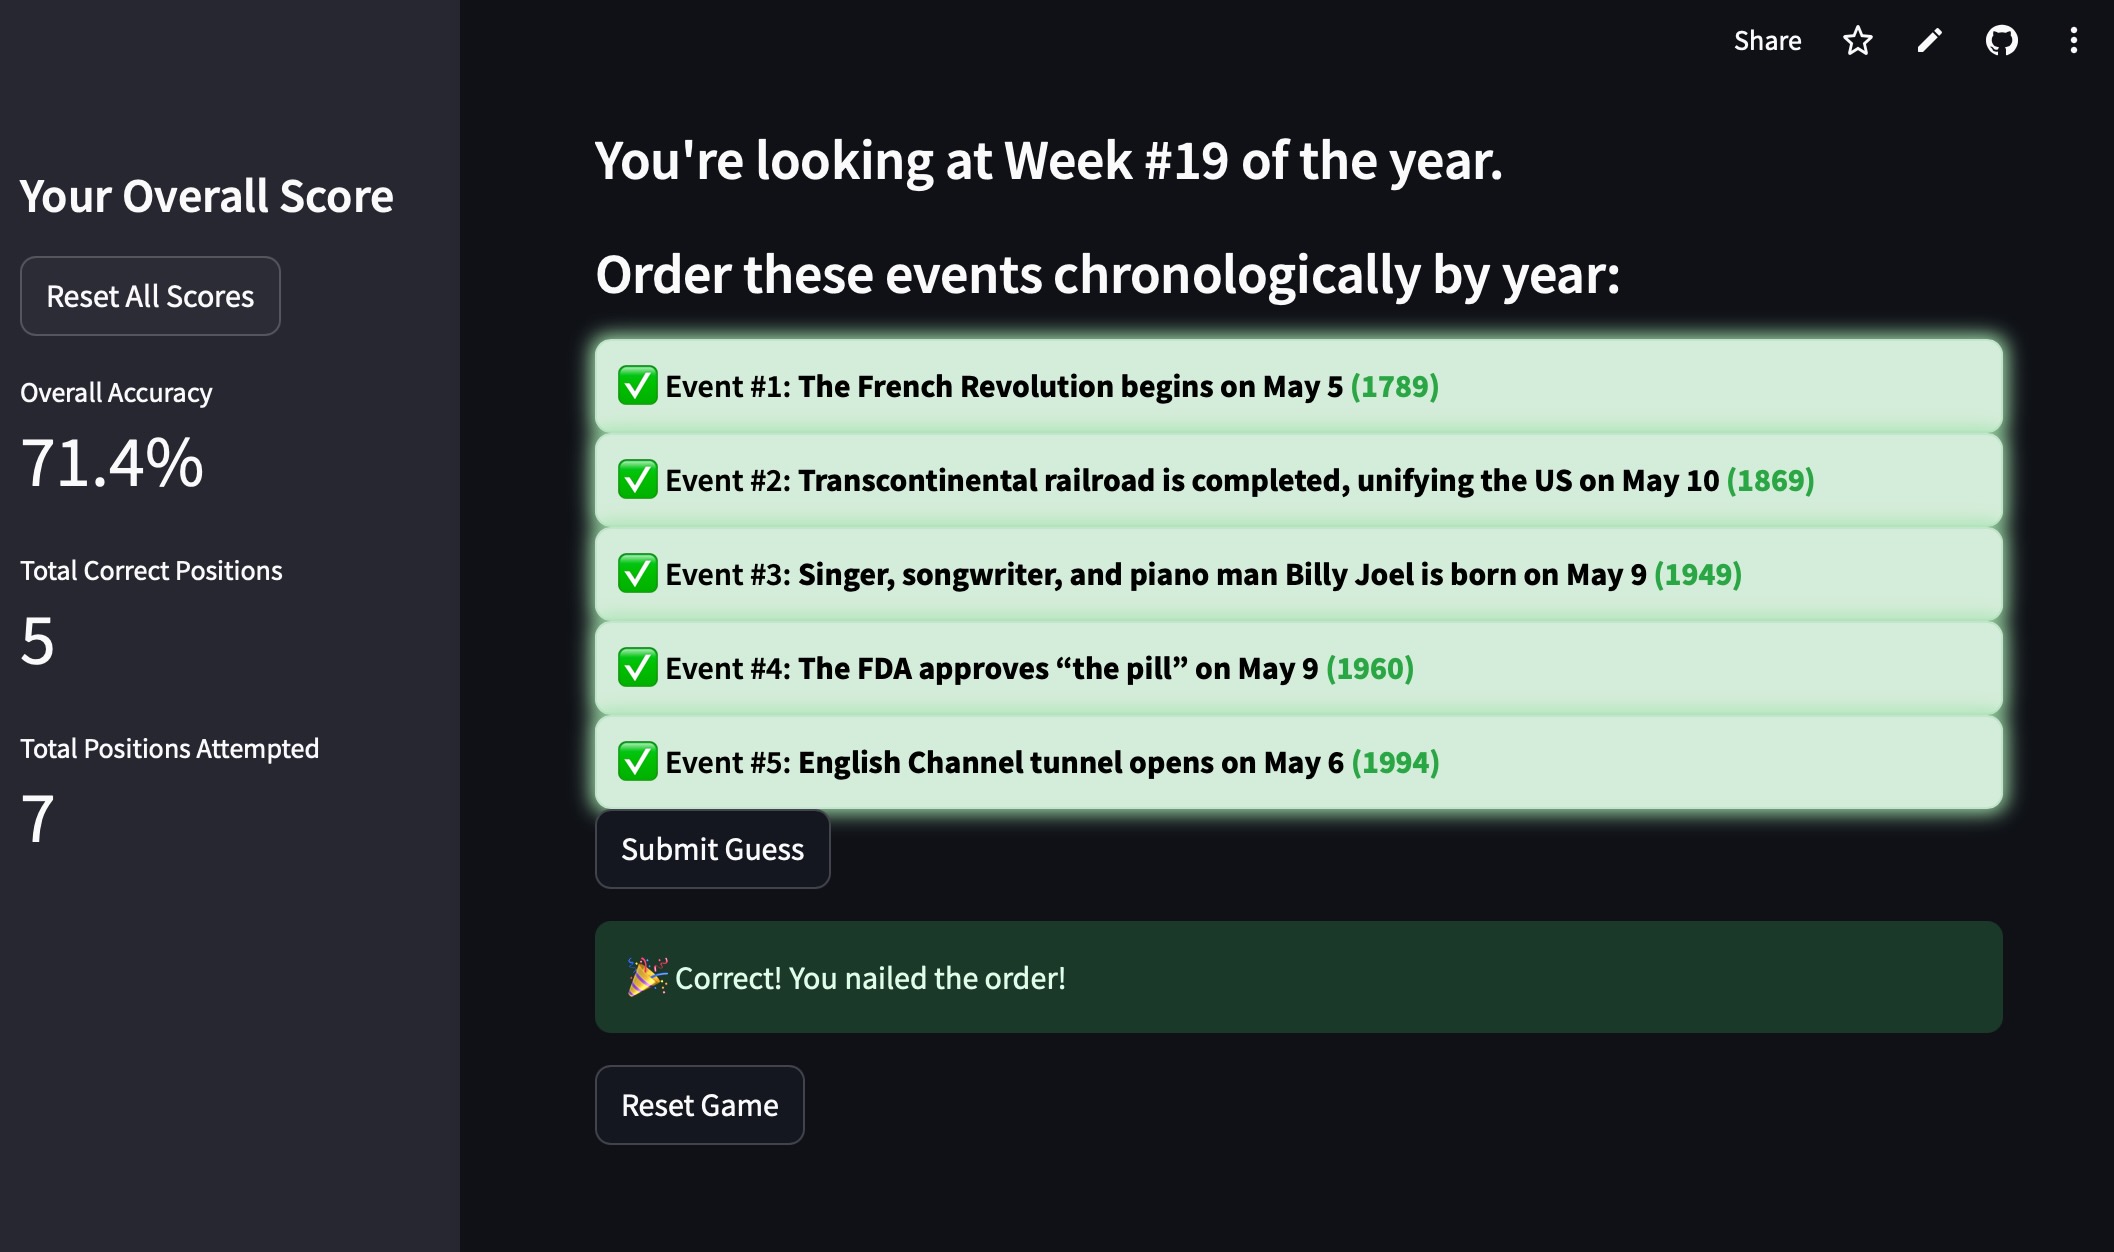 Share
Your Overall Score
Reset All Scores
Overall Accuracy
71.4%
Total Correct Positions
5
Total Positions Attempted
7
You're looking at Week #19 of the year.
Order these events chronologically by year:
✅ Event #1: The French Revolution begins on May 5 (1789)
✅ Event #2: Transcontinental railroad is completed, unifying the US on May 10 (1869)
✅ Event #3: Singer, songwriter, and piano man Billy Joel is born on May 9 (1949)
✅ Event #4: The FDA approves “the pill” on May 9 (1960)
✅ Event #5: English Channel tunnel opens on May 6 (1994)
Submit Guess
🎉 Correct! You nailed the order!
Reset Game